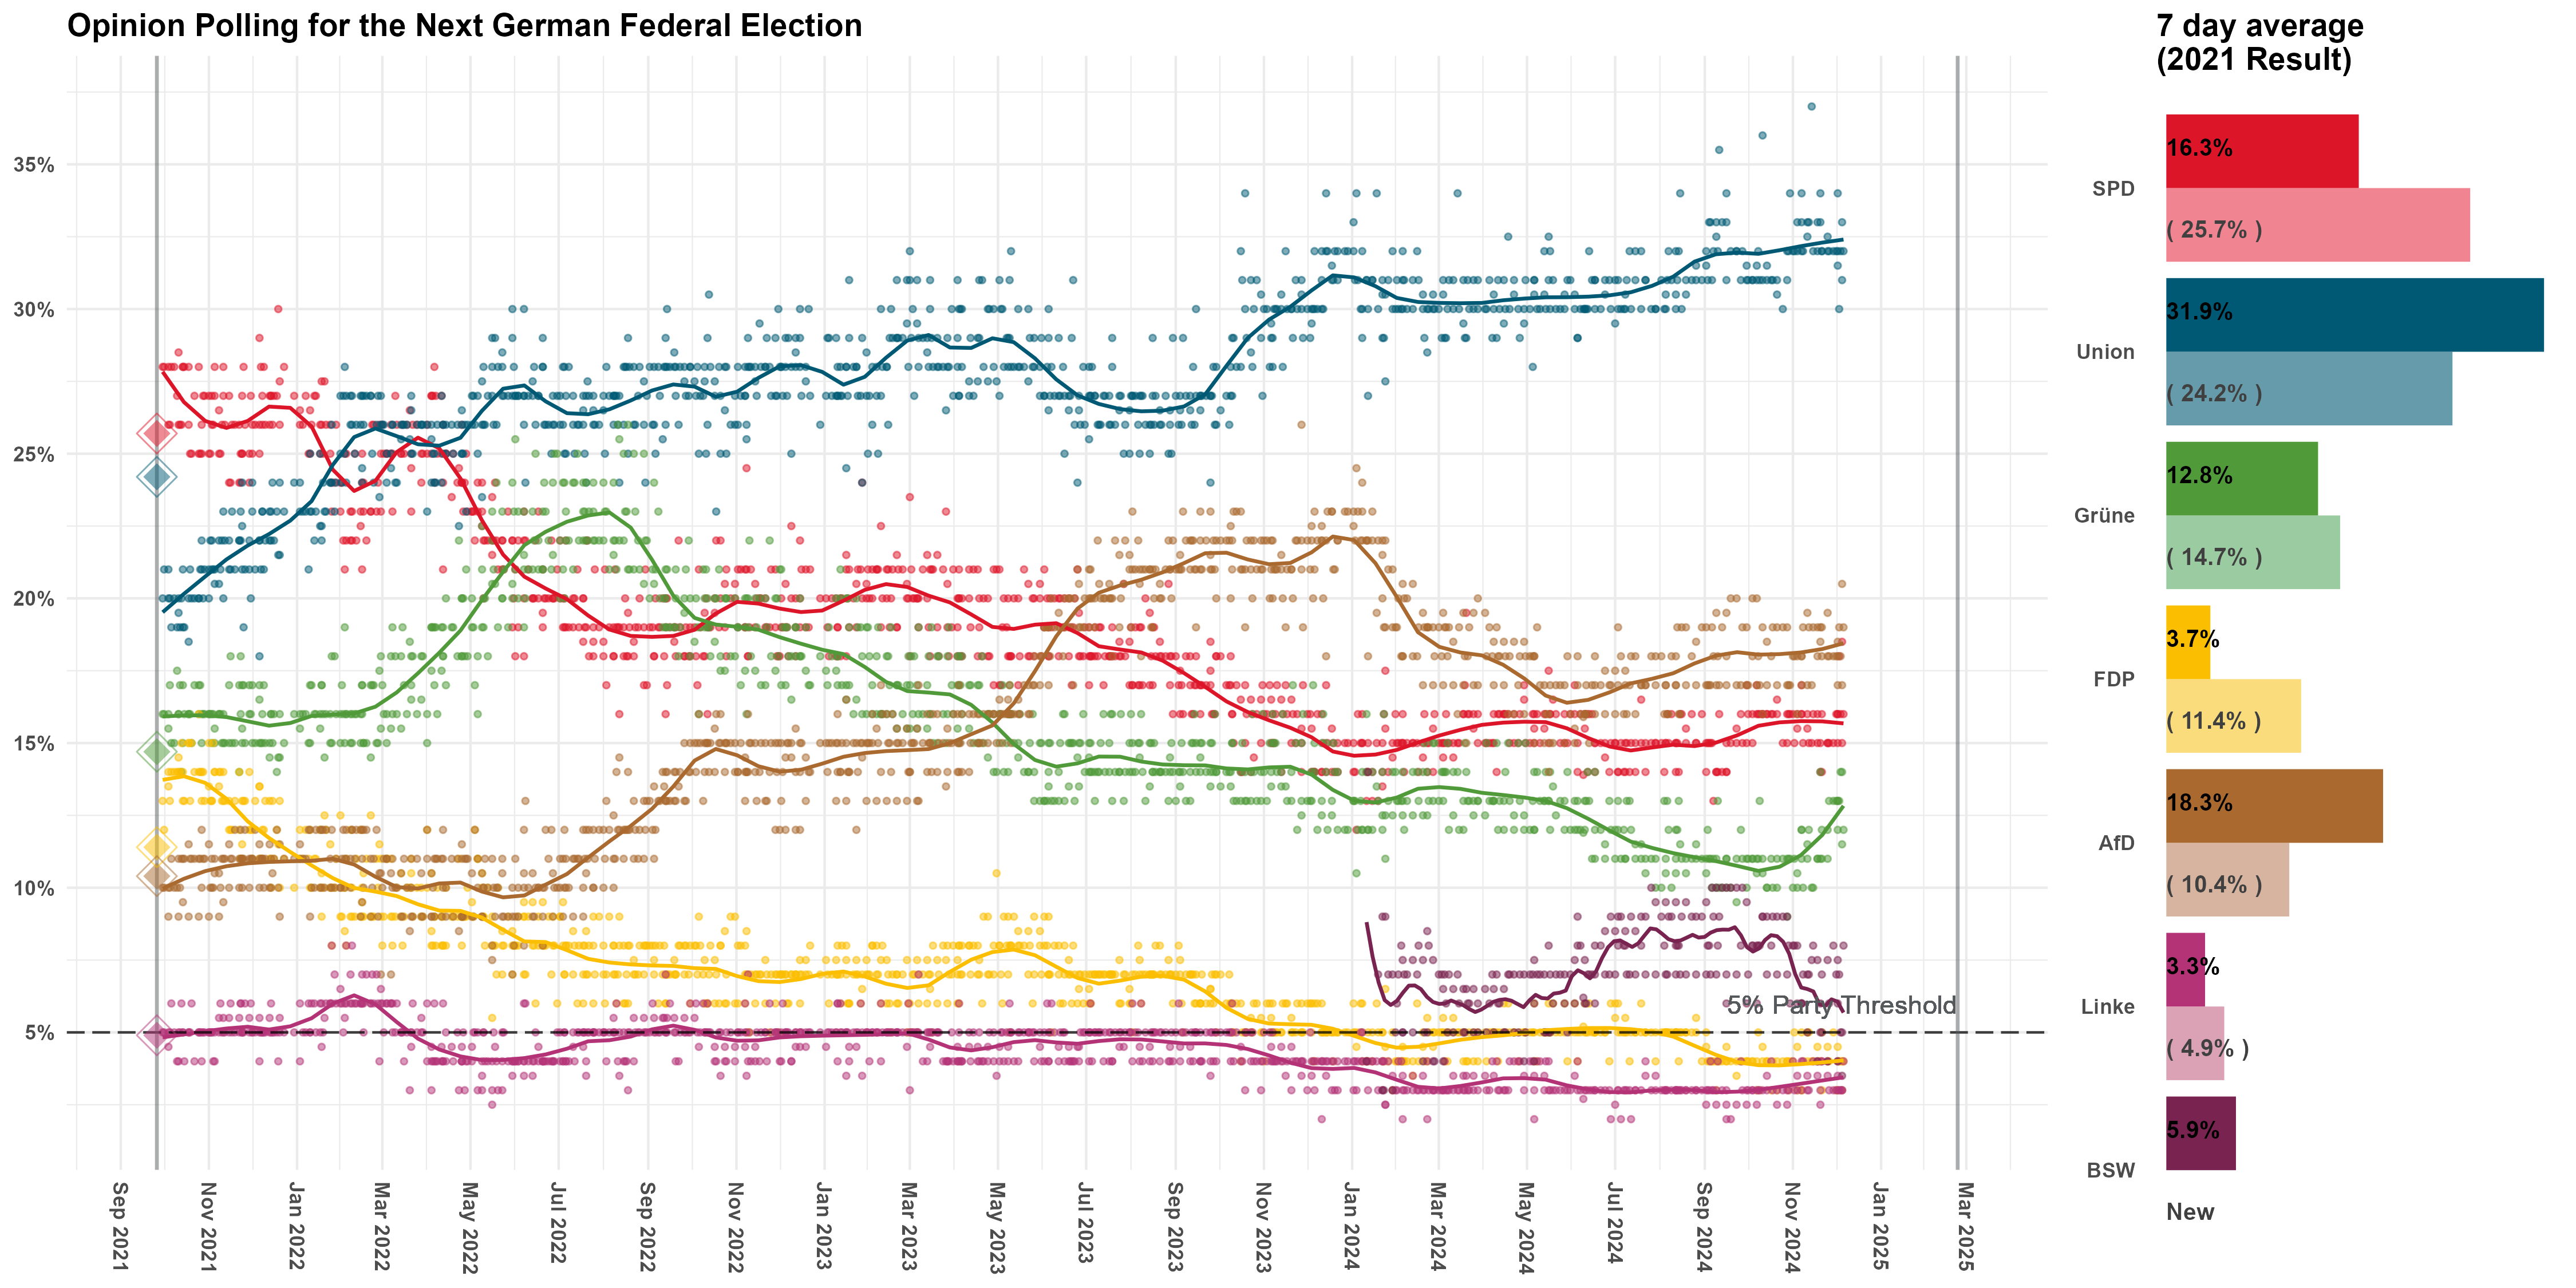 Opinion Polling for the Next German Federal Election
35%
30%
25%
20%
15%
10%
5%
5% Party Threshold
Sep 2021
Nov 2021
Jan 2022
Mar 2022
May 2022
Jul 2022
Sep 2022
Nov 2022
Jan 2023
Mar 2023
May 2023
Jul 2023
Sep 2023
Nov 2023
Jan 2024
Mar 2024
May 2024
Jul 2024
Sep 2024
Nov 2024
Jan 2025
Mar 2025
7 day average
(2021 Result)
16.3%
SPD
( 25.7% )
31.9%
Union
( 24.2% )
12.8%
Grüne
( 14.7% )
3.7%
FDP
( 11.4% )
18.3%
AfD
( 10.4% )
3.3%
Linke
( 4.9% )
5.9%
BSW
New